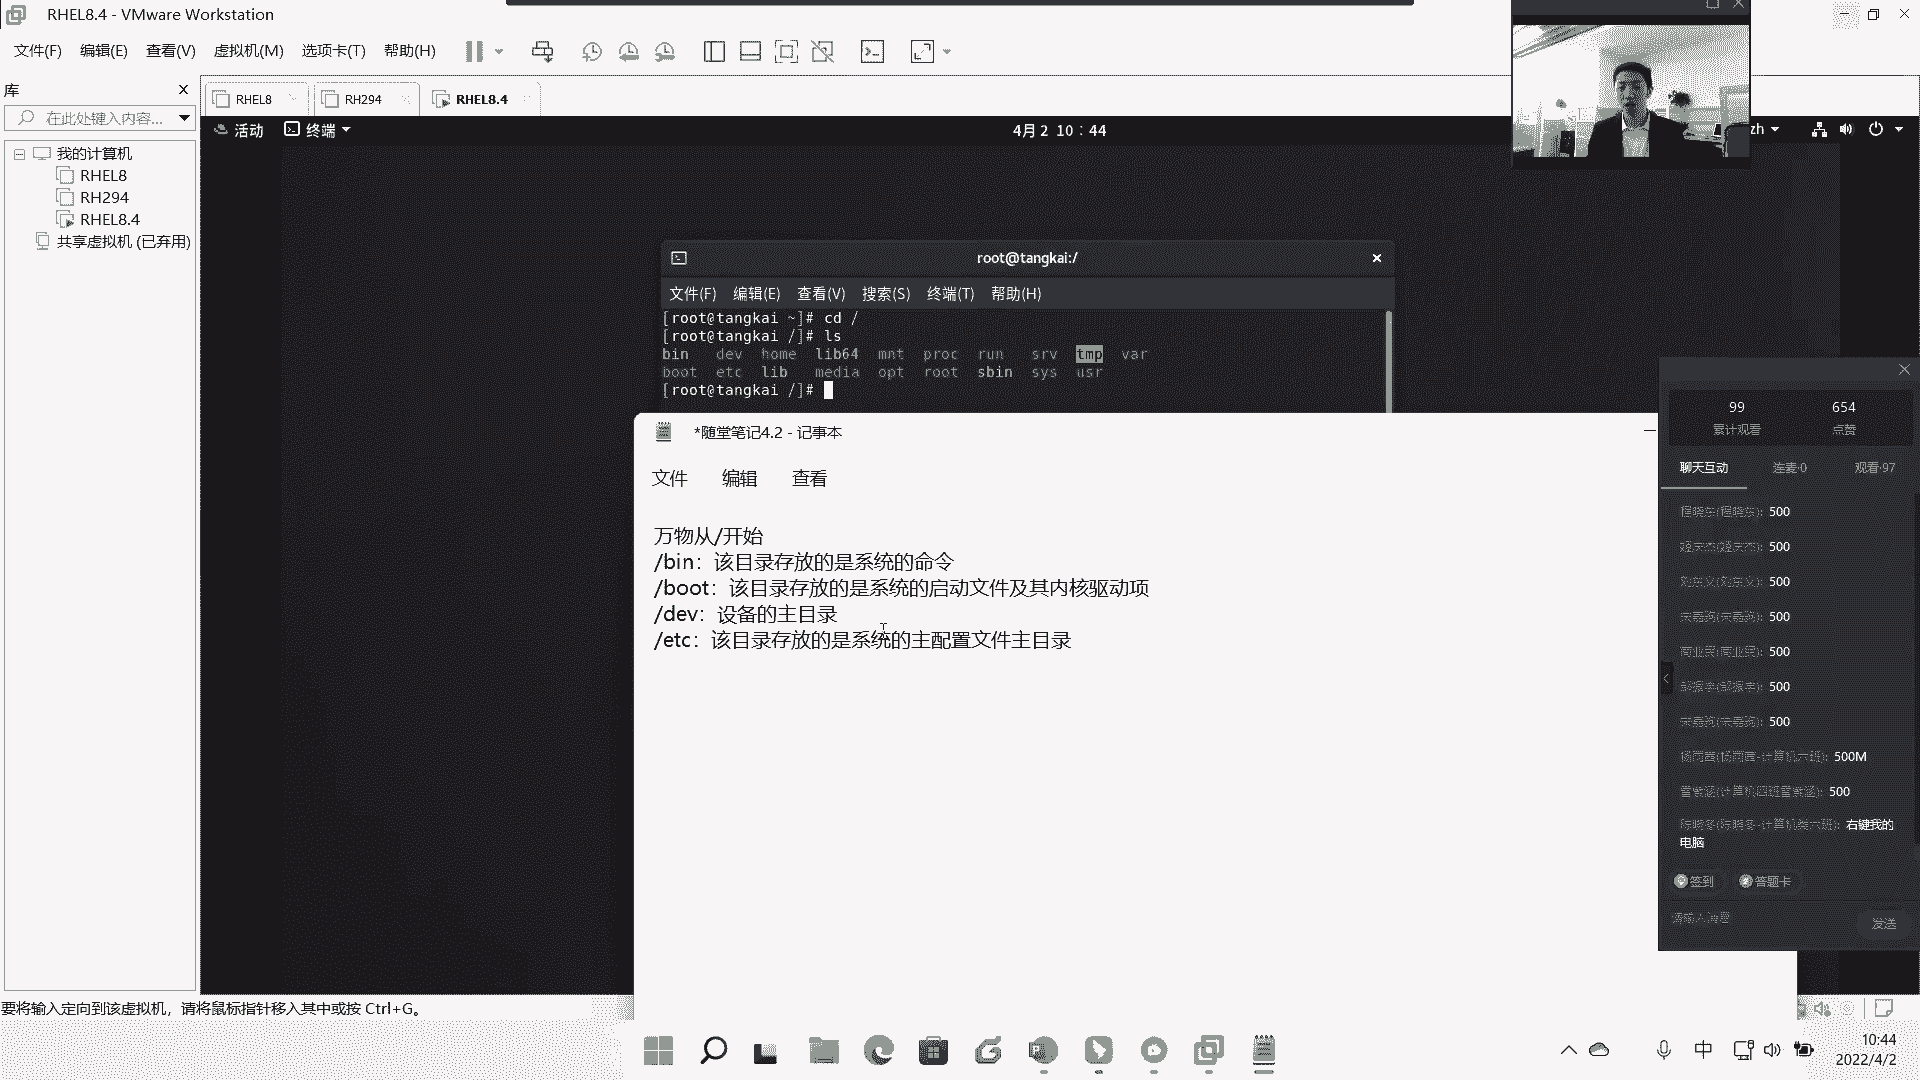 RHEL8.4 - VMware Workstation
文件(F) 编辑(E) 查看(V) 虚拟机(M) 选项卡(T) 帮助(H)
库
在此处键入内容...
我的计算机
RHEL8
RH294
RHEL8.4
共享虚拟机 (已弃用)
RHEL8 RH294 RHEL8.4
活动 终端 4月 2 10：44 zh
root@tangkai:/
文件(F) 编辑(E) 查看(V) 搜索(S) 终端(T) 帮助(H)
[root@tangkai ~]# cd /
[root@tangkai /]# ls
bin dev home lib64 mnt proc run srv tmp var
boot etc lib media opt root sbin sys usr
[root@tangkai /]#
*随堂笔记4.2 - 记事本
文件 编辑 查看
万物从/开始
/bin：该目录存放的是系统的命令
/boot：该目录存放的是系统的启动文件及其内核驱动项
/dev：设备的主目录
/etc：该目录存放的是系统的主配置文件主目录
99 654
累计观看 点赞
聊天互动 连麦·0 观看·97
500
500
500
500
500
500
500
500M
500
右键我的
电脑
签到 答题卡
请输入消息
发送
要将输入定向到该虚拟机，请将鼠标指针移入其中或按 Ctrl+G。
中
10:44
2022/4/2